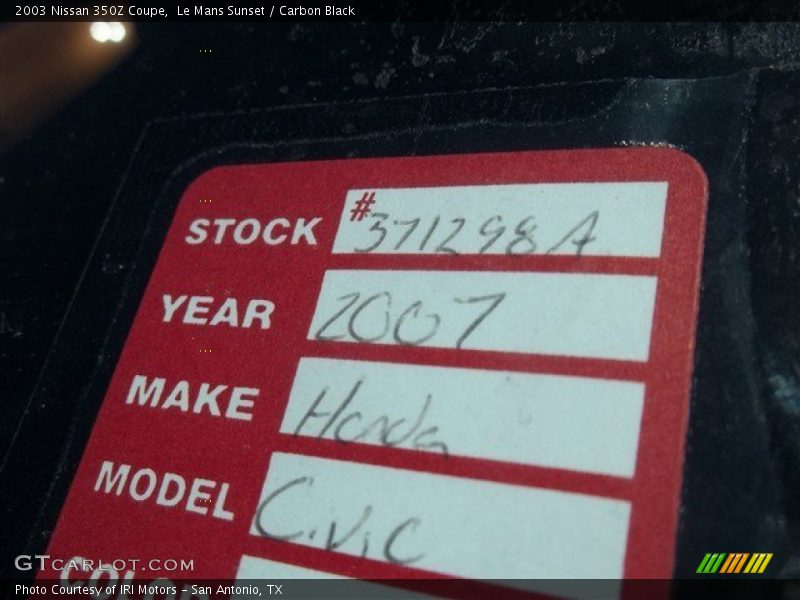 2003 Nissan 350Z Coupe, Le Mans Sunset / Carbon Black
STOCK #371298A
YEAR 2007
MAKE Honda
MODEL Civic
COLOR
GTCARLOT.COM
Photo Courtesy of IRI Motors - San Antonio, TX